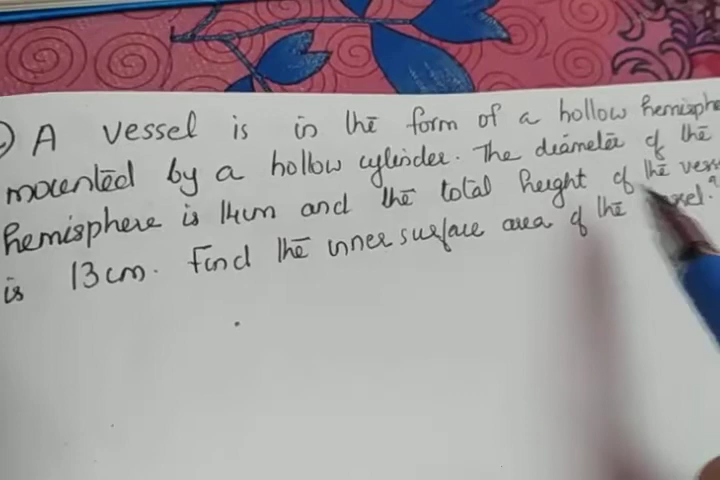 A vessel is in the form of a hollow hemisphe
mounted by a hollow cylinder. The diameter of the
hemisphere is 14cm and the total height of the vess
is 13cm. Find the inner surface area of the ssel?